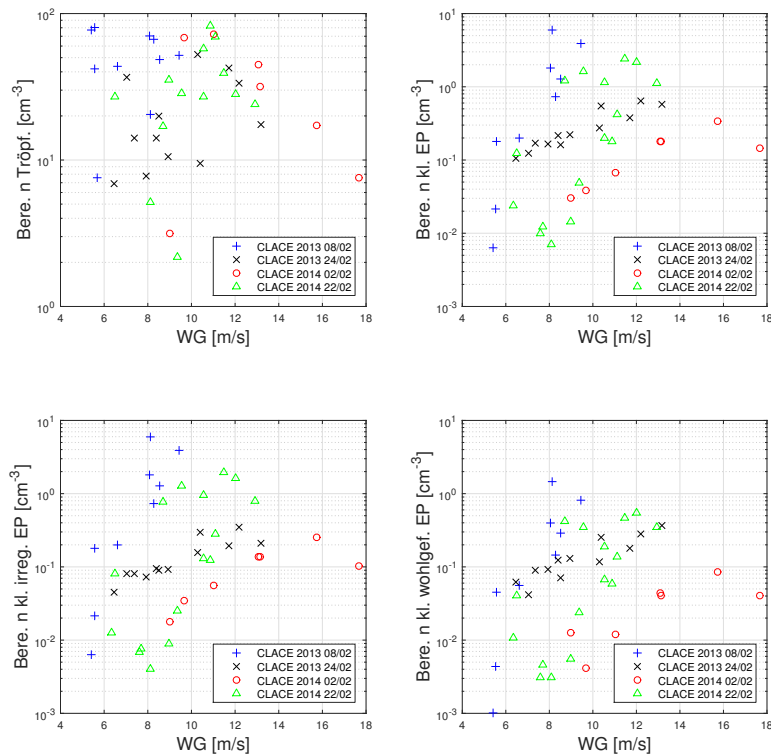 10²
10¹
10⁰
Bere. n Tröpf. [cm⁻³]
4 6 8 10 12 14 16 18
WG [m/s]
CLACE 2013 08/02
CLACE 2013 24/02
CLACE 2014 02/02
CLACE 2014 22/02
10¹
10⁰
10⁻¹
10⁻²
10⁻³
Bere. n kl. EP [cm⁻³]
4 6 8 10 12 14 16 18
WG [m/s]
CLACE 2013 08/02
CLACE 2013 24/02
CLACE 2014 02/02
CLACE 2014 22/02
10¹
10⁰
10⁻¹
10⁻²
10⁻³
Bere. n kl. irreg. EP [cm⁻³]
4 6 8 10 12 14 16 18
WG [m/s]
CLACE 2013 08/02
CLACE 2013 24/02
CLACE 2014 02/02
CLACE 2014 22/02
10¹
10⁰
10⁻¹
10⁻²
10⁻³
Bere. n kl. wohlgef. EP [cm⁻³]
4 6 8 10 12 14 16 18
WG [m/s]
CLACE 2013 08/02
CLACE 2013 24/02
CLACE 2014 02/02
CLACE 2014 22/02